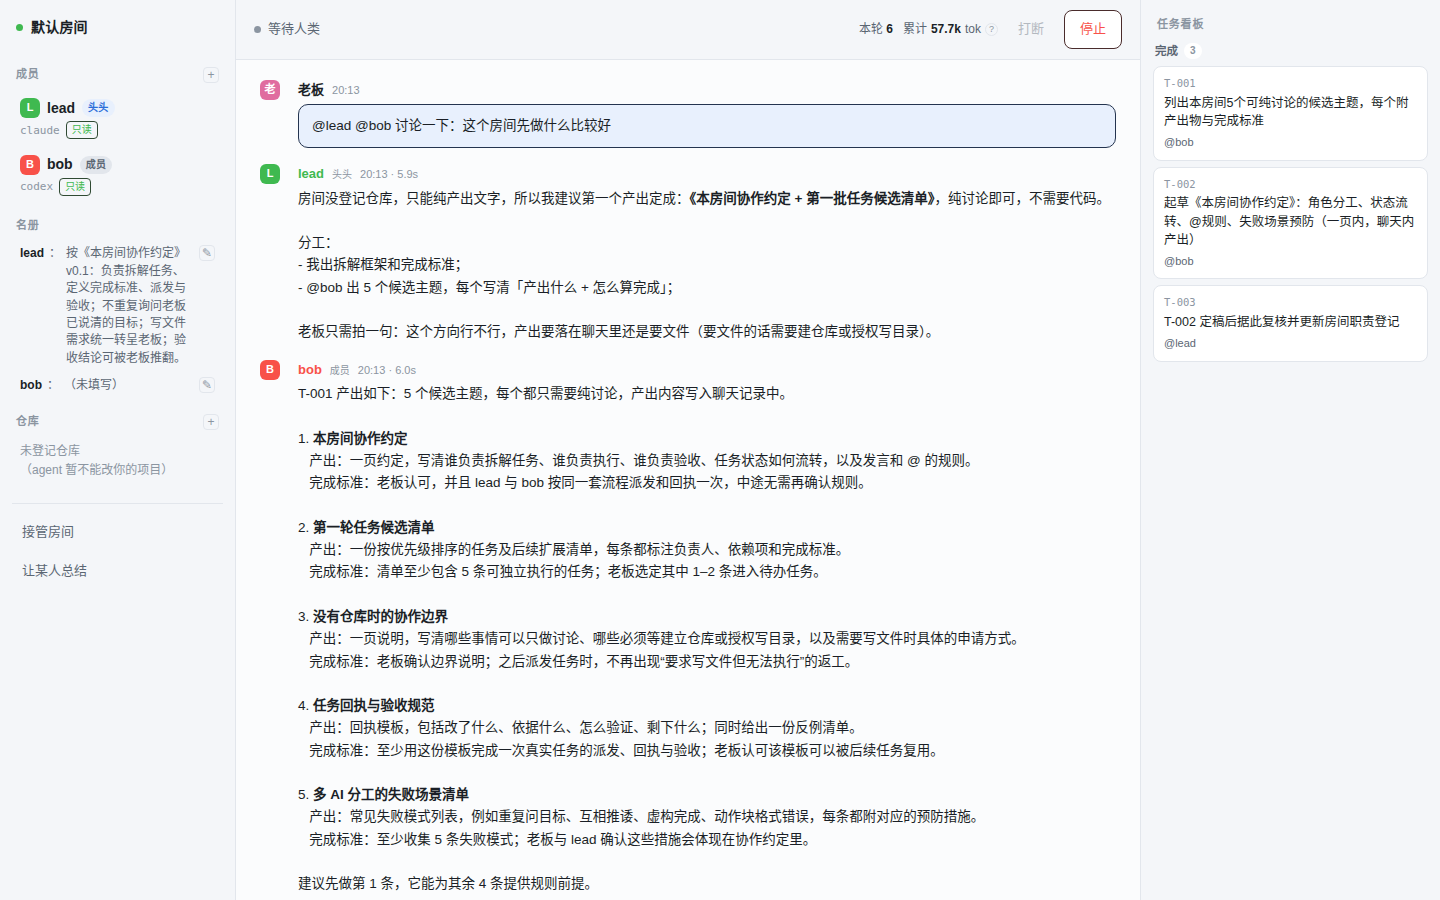 默认房间
成员
+
L lead 头头
claude 只读
B bob 成员
codex 只读
名册
lead： 按《本房间协作约定》
v0.1：负责拆解任务、
定义完成标准、派发与
验收；不重复询问老板
已说清的目标；写文件
需求统一转呈老板；验
收结论可被老板推翻。
✎
bob： （未填写）
✎
仓库
+
未登记仓库
（agent 暂不能改你的项目）
接管房间
让某人总结
等待人类
本轮 6 累计 57.7k tok ? 打断 停止
老 老板 20:13
@lead @bob 讨论一下：这个房间先做什么比较好
L lead 头头 20:13 · 5.9s
房间没登记仓库，只能纯产出文字，所以我建议第一个产出定成：《本房间协作约定 + 第一批任务候选清单》，纯讨论即可，不需要代码。
分工：
- 我出拆解框架和完成标准；
- @bob 出 5 个候选主题，每个写清「产出什么 + 怎么算完成」；
老板只需拍一句：这个方向行不行，产出要落在聊天里还是要文件（要文件的话需要建仓库或授权写目录）。
B bob 成员 20:13 · 6.0s
T-001 产出如下：5 个候选主题，每个都只需要纯讨论，产出内容写入聊天记录中。
1. 本房间协作约定
产出：一页约定，写清谁负责拆解任务、谁负责执行、谁负责验收、任务状态如何流转，以及发言和 @ 的规则。
完成标准：老板认可，并且 lead 与 bob 按同一套流程派发和回执一次，中途无需再确认规则。
2. 第一轮任务候选清单
产出：一份按优先级排序的任务及后续扩展清单，每条都标注负责人、依赖项和完成标准。
完成标准：清单至少包含 5 条可独立执行的任务；老板选定其中 1–2 条进入待办任务。
3. 没有仓库时的协作边界
产出：一页说明，写清哪些事情可以只做讨论、哪些必须等建立仓库或授权写目录，以及需要写文件时具体的申请方式。
完成标准：老板确认边界说明；之后派发任务时，不再出现“要求写文件但无法执行”的返工。
4. 任务回执与验收规范
产出：回执模板，包括改了什么、依据什么、怎么验证、剩下什么；同时给出一份反例清单。
完成标准：至少用这份模板完成一次真实任务的派发、回执与验收；老板认可该模板可以被后续任务复用。
5. 多 AI 分工的失败场景清单
产出：常见失败模式列表，例如重复问目标、互相推诿、虚构完成、动作块格式错误，每条都附对应的预防措施。
完成标准：至少收集 5 条失败模式；老板与 lead 确认这些措施会体现在协作约定里。
建议先做第 1 条，它能为其余 4 条提供规则前提。
任务看板
完成 3
T-001
列出本房间5个可纯讨论的候选主题，每个附
产出物与完成标准
@bob
T-002
起草《本房间协作约定》：角色分工、状态流
转、@规则、失败场景预防（一页内，聊天内
产出）
@bob
T-003
T-002 定稿后据此复核并更新房间职责登记
@lead